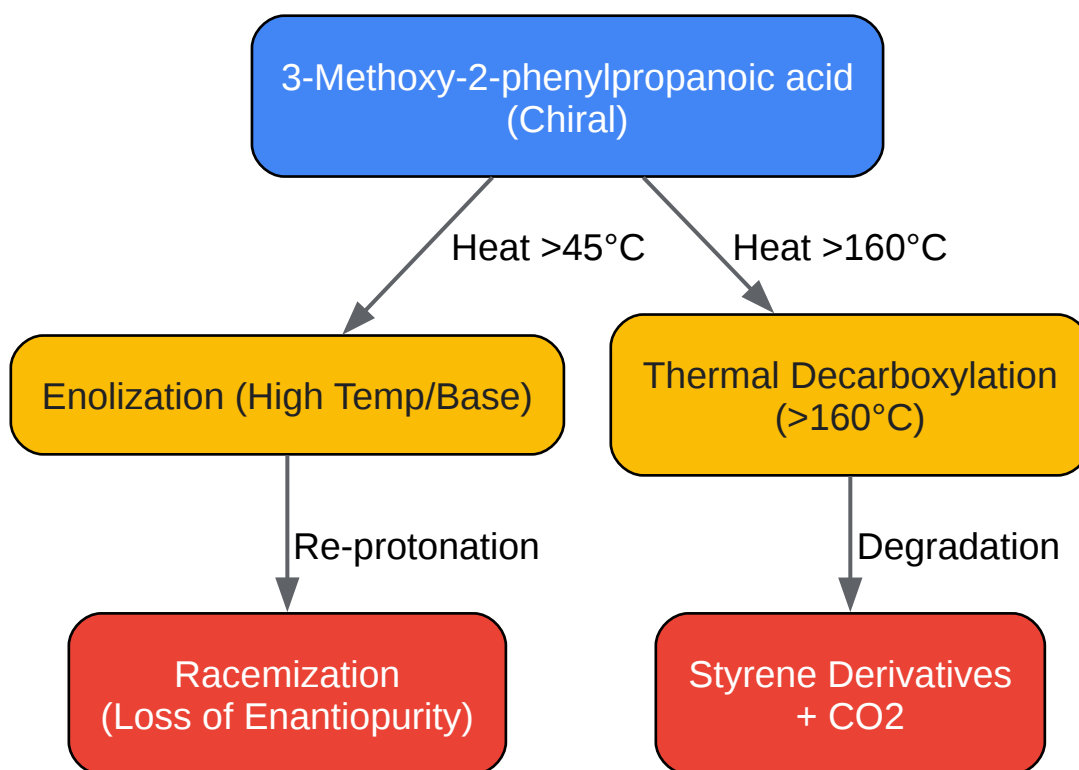 3-Methoxy-2-phenylpropanoic acid
(Chiral)
Heat >45°C
Heat >160°C
Enolization (High Temp/Base)
Thermal Decarboxylation
(>160°C)
Re-protonation
Degradation
Racemization
(Loss of Enantiopurity)
Styrene Derivatives
+ CO2